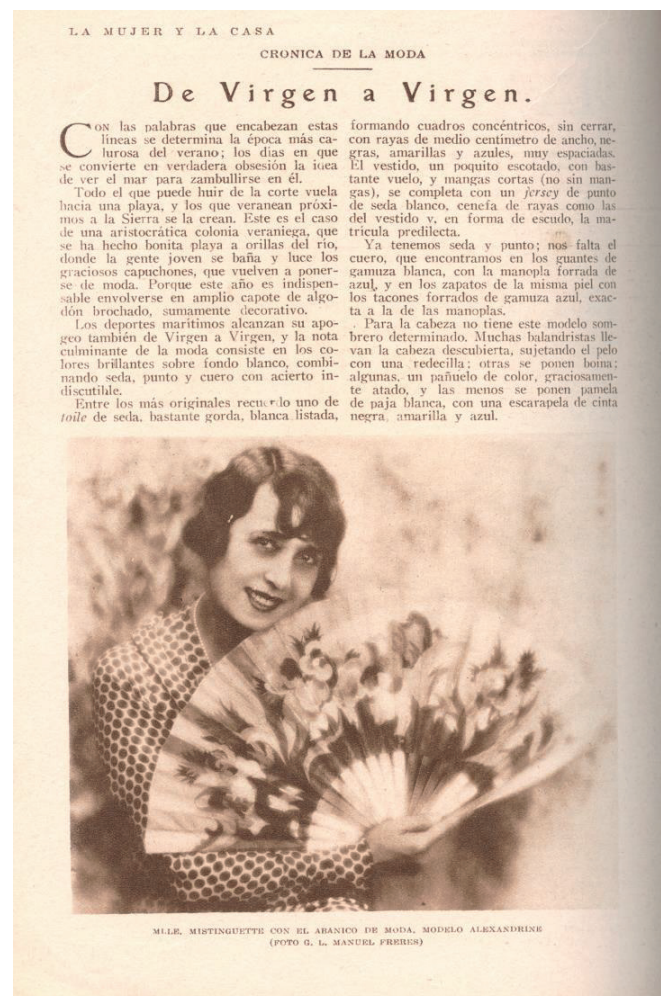 LA MUJER Y LA CASA
CRONICA DE LA MODA
De Virgen a Virgen.
CON las palabras que encabezan estas
líneas se determina la época más ca-
lurosa del verano; los días en que
se convierte en verdadera obsesión la idea
de ver el mar para zambullirse en él.
Todo el que puede huir de la corte vuela
hacia una playa, y los que veranean próxi-
mos a la Sierra se la crean. Este es el caso
de una aristocrática colonia veraniega, que
se ha hecho bonita playa a orillas del río,
donde la gente joven se baña y luce los
graciosos capuchones, que vuelven a poner-
se de moda. Porque este año es indispen-
sable envolverse en amplio capote de algo-
dón brochado, sumamente decorativo.
Los deportes marítimos alcanzan su apo-
geo también de Virgen a Virgen, y la nota
culminante de la moda consiste en los co-
lores brillantes sobre fondo blanco, combi-
nando seda, punto y cuero con acierto in-
discutible.
Entre los más originales recuerdo uno de
toile de seda, bastante gorda, blanca listada,
formando cuadros concéntricos, sin cerrar,
con rayas de medio centímetro de ancho, ne-
gras, amarillas y azules, muy espaciadas.
El vestido, un poquito escotado, con bas-
tante vuelo, y mangas cortas (no sin man-
gas), se completa con un jersey de punto
de seda blanco, cenefa de rayas como las
del vestido y, en forma de escudo, la ma-
trícula predilecta.
Ya tenemos seda y punto; nos falta el
cuero, que encontramos en los guantes de
gamuza blanca, con la manopla forrada de
azul, y en los zapatos de la misma piel con
los tacones forrados de gamuza azul, exac-
ta a la de las manoplas.
Para la cabeza no tiene este modelo som-
brero determinado. Muchas balandristas lle-
van la cabeza descubierta, sujetando el pelo
con una redecilla; otras se ponen boina;
algunas, un pañuelo de color, graciosamen-
te atado, y las menos se ponen pamela
de paja blanca, con una escarapela de cinta
negra, amarilla y azul.
MLLE. MISTINGUETTE CON EL ABANICO DE MODA, MODELO ALEXANDRINE
(FOTO G. L. MANUEL FRERES)